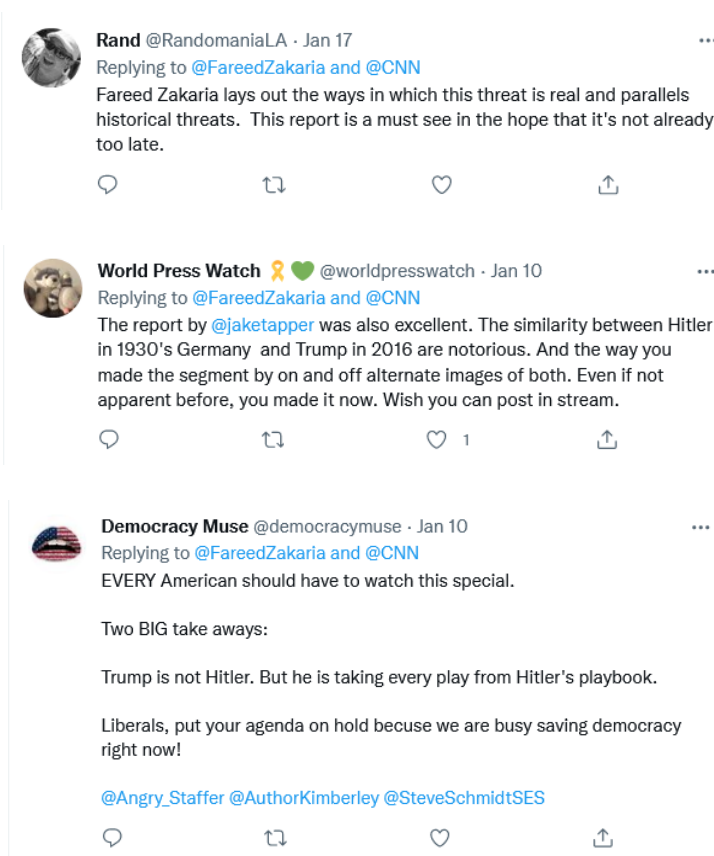 Rand @RandomaniaLA · Jan 17
Replying to @FareedZakaria and @CNN
Fareed Zakaria lays out the ways in which this threat is real and parallels
historical threats.  This report is a must see in the hope that it's not already
too late.
World Press Watch 🎗️💚 @worldpresswatch · Jan 10
Replying to @FareedZakaria and @CNN
The report by @jaketapper was also excellent. The similarity between Hitler
in 1930's Germany  and Trump in 2016 are notorious. And the way you
made the segment by on and off alternate images of both. Even if not
apparent before, you made it now. Wish you can post in stream.
1
Democracy Muse @democracymuse · Jan 10
Replying to @FareedZakaria and @CNN
EVERY American should have to watch this special.
Two BIG take aways:
Trump is not Hitler. But he is taking every play from Hitler's playbook.
Liberals, put your agenda on hold becuse we are busy saving democracy
right now!
@Angry_Staffer @AuthorKimberley @SteveSchmidtSES